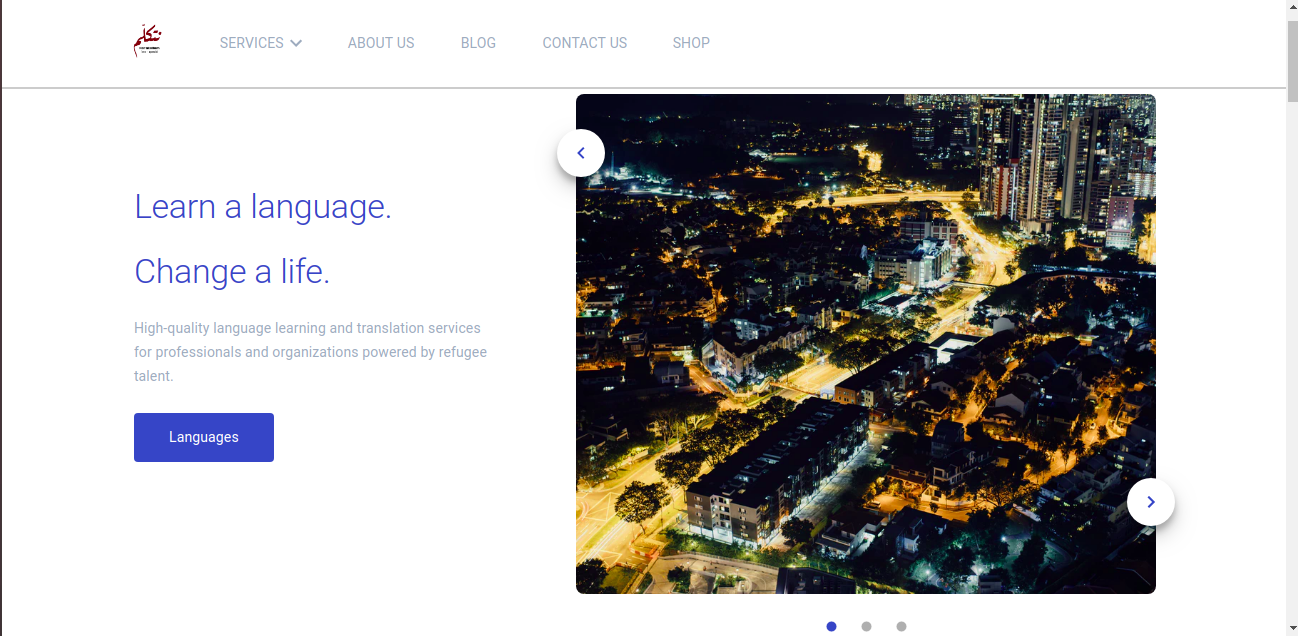 نتكلم
SERVICES
ABOUT US
BLOG
CONTACT US
SHOP
Learn a language.
Change a life.
High-quality language learning and translation services
for professionals and organizations powered by refugee
talent.
Languages